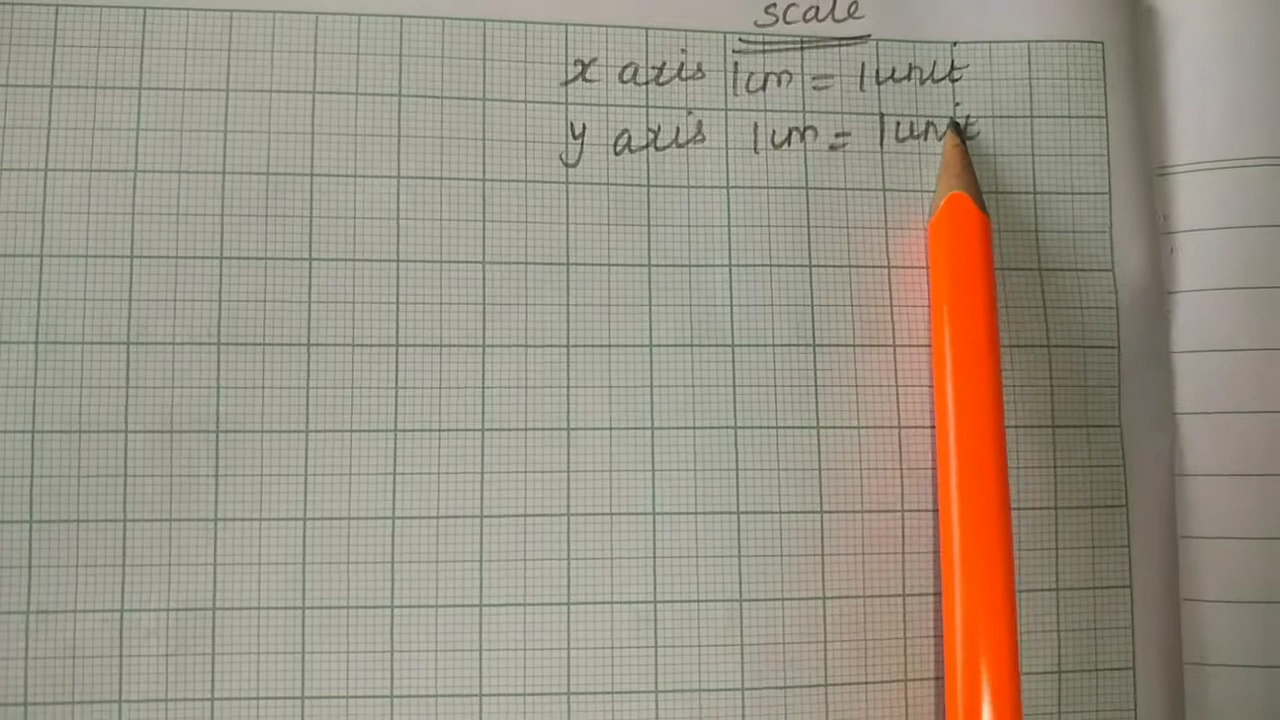 scale
x axis 1cm = 1unit
y axis 1cm = 1unit